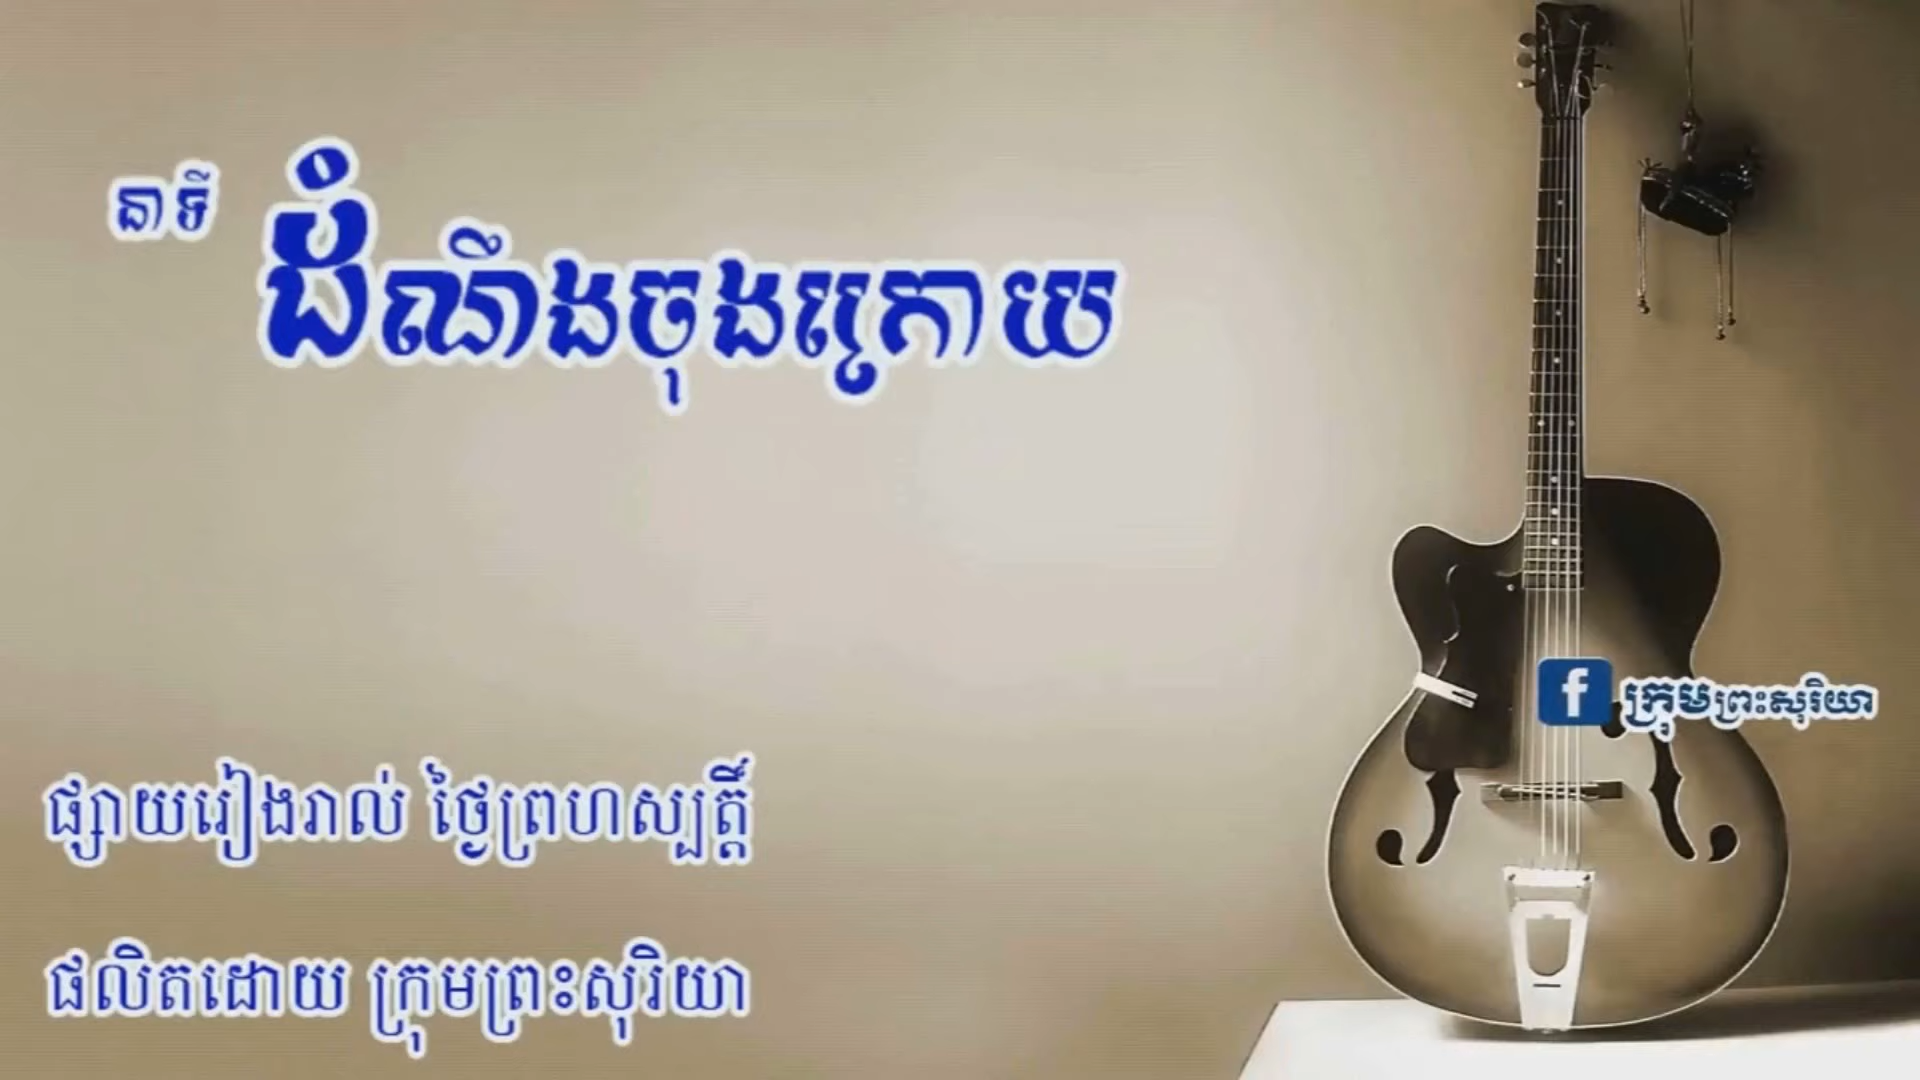 នាទី
ដំណឹងចុងក្រោយ
ក្រុមព្រះសុរិយា
ផ្សាយរៀងរាល់ ថ្ងៃព្រហស្បត្តិ៍
ផលិតដោយ ក្រុមព្រះសុរិយា